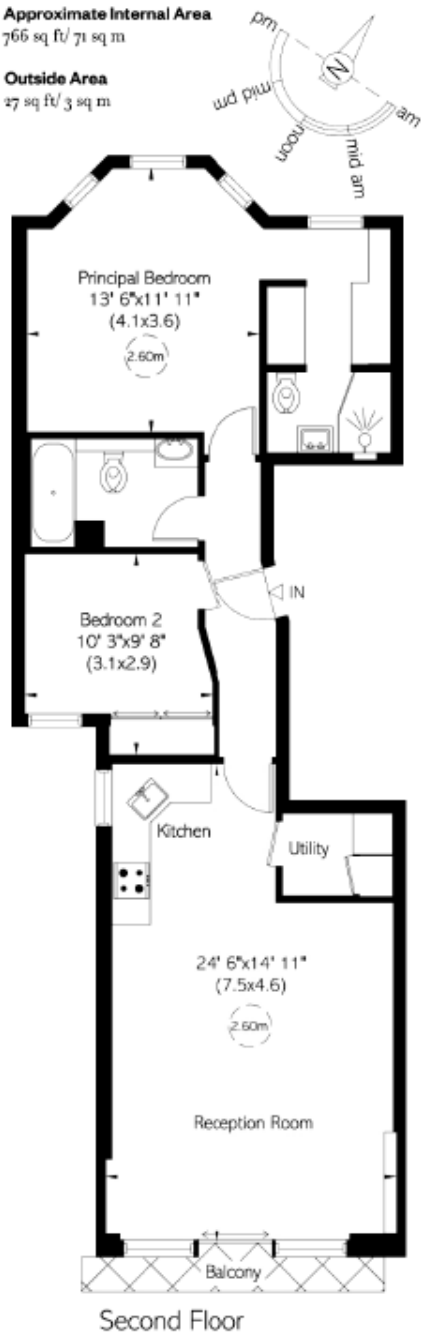 Approximate Internal Area
766 sq ft/ 71 sq m
Outside Area
27 sq ft/ 3 sq m
pm
mid pm
noon
mid am
am
N
Principal Bedroom
13' 6"x11' 11"
(4.1x3.6)
2.60m
IN
Bedroom 2
10' 3"x9' 8"
(3.1x2.9)
Kitchen
Utility
24' 6"x14' 11"
(7.5x4.6)
2.60m
Reception Room
Balcony
Second Floor